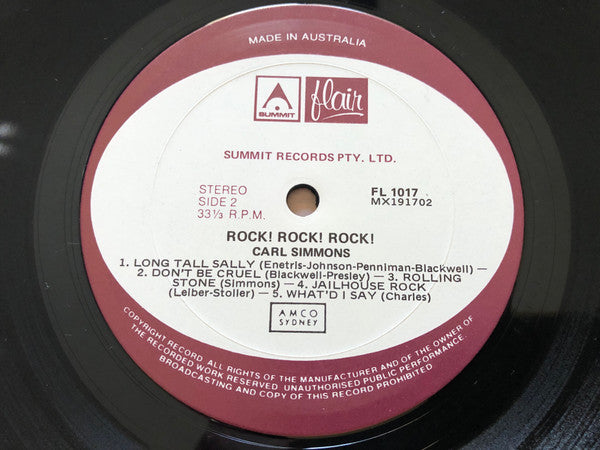 MADE IN AUSTRALIA
SUMMIT flair
SUMMIT RECORDS PTY. LTD.
STEREO FL 1017
SIDE 2 MX191702
33⅓ R.P.M.
ROCK! ROCK! ROCK!
CARL SIMMONS
1. LONG TALL SALLY (Enetris-Johnson-Penniman-Blackwell) —
2. DON'T BE CRUEL (Blackwell-Presley) — 3. ROLLING
STONE (Simmons) — 4. JAILHOUSE ROCK
(Leiber-Stoller) — 5. WHAT'D I SAY (Charles)
AMCO
SYDNEY
COPYRIGHT RECORD. ALL RIGHTS OF THE MANUFACTURER AND OF THE OWNER OF
THE RECORDED WORK RESERVED. UNAUTHORISED PUBLIC PERFORMANCE,
BROADCASTING AND COPY OF THIS RECORD PROHIBITED